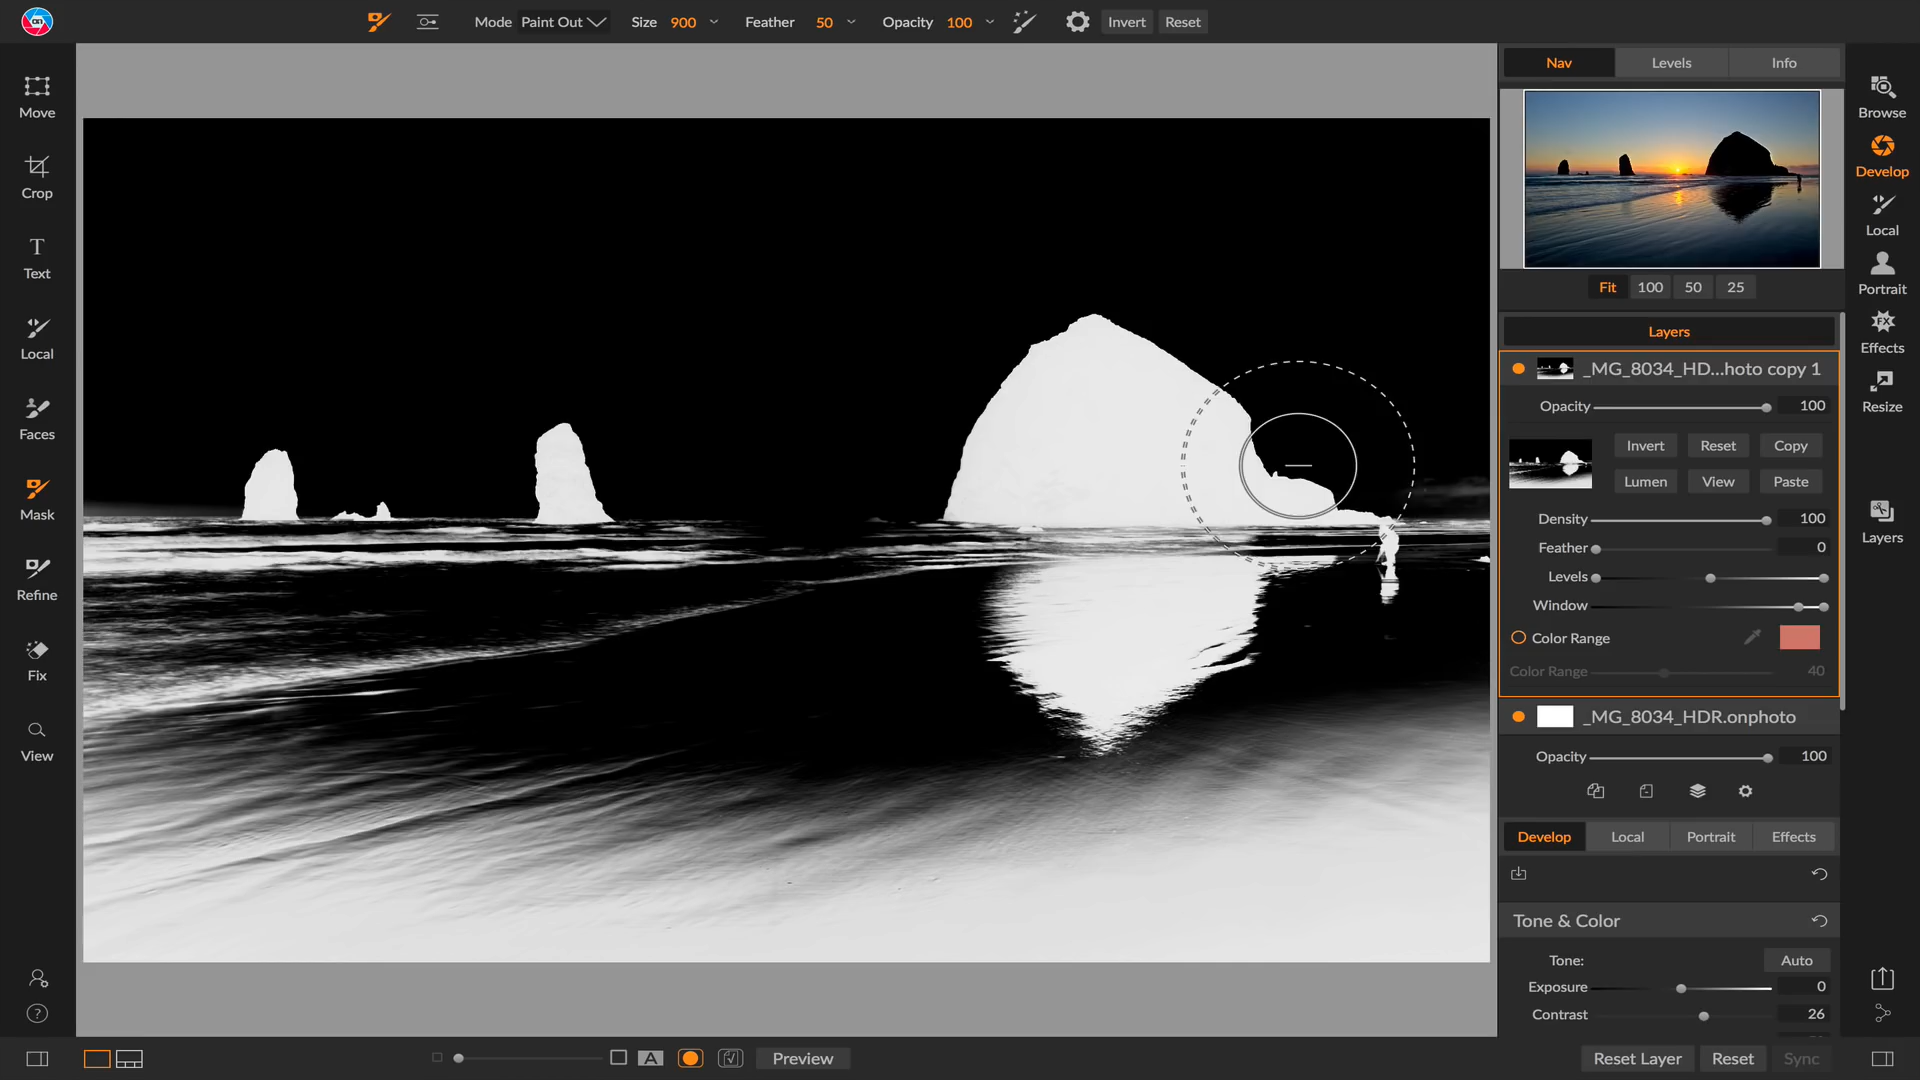 ON1
Mode Paint Out Size 900 Feather 50 Opacity 100 Invert Reset
Move
Crop
T
Text
Local
Faces
Mask
Refine
Fix
View
?
Nav Levels Info
Fit 100 50 25
Layers
_MG_8034_HD...hoto copy 1
Opacity 100
Invert Reset Copy
Lumen View Paste
Density 100
Feather 0
Levels
Window
Color Range
Color Range 40
_MG_8034_HDR.onphoto
Opacity 100
Develop Local Portrait Effects
Tone & Color
Tone: Auto
Exposure 0
Contrast 26
Browse
Develop
Local
Portrait
FX
Effects
Resize
Layers
A Preview
Reset Layer Reset Sync